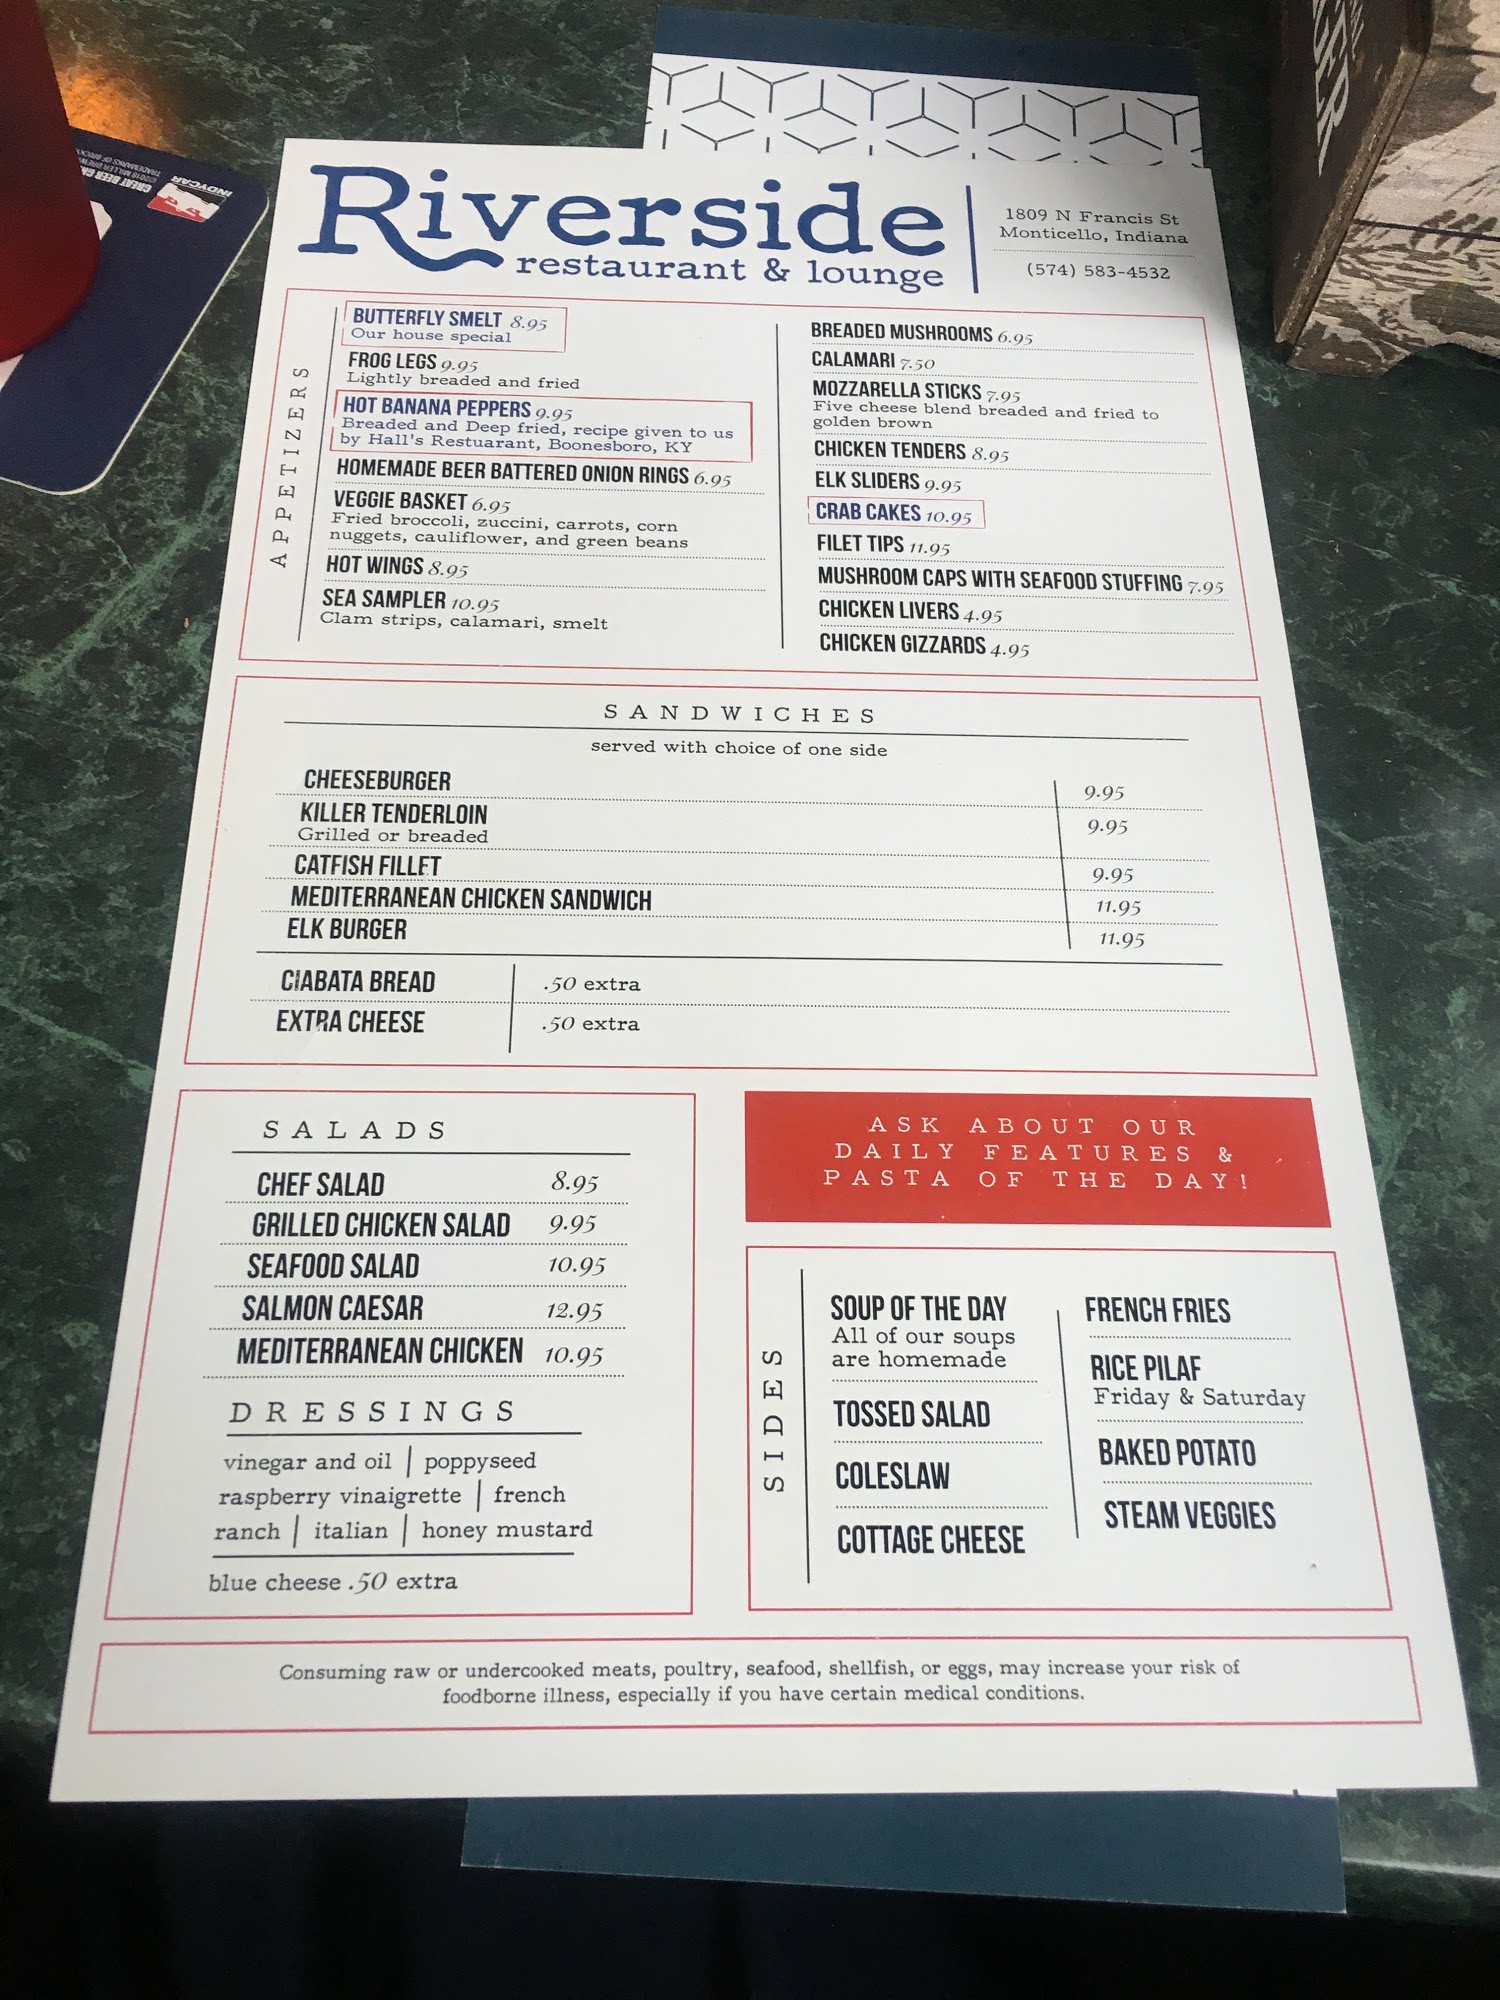 Riverside
restaurant & lounge
1809 N Francis St
Monticello, Indiana
(574) 583-4532
APPETIZERS
BUTTERFLY SMELT 8.95
Our house special
FROG LEGS 9.95
Lightly breaded and fried
HOT BANANA PEPPERS 9.95
Breaded and Deep fried, recipe given to us
by Hall's Restuarant, Boonesboro, KY
HOMEMADE BEER BATTERED ONION RINGS 6.95
VEGGIE BASKET 6.95
Fried broccoli, zuccini, carrots, corn
nuggets, cauliflower, and green beans
HOT WINGS 8.95
SEA SAMPLER 10.95
Clam strips, calamari, smelt
BREADED MUSHROOMS 6.95
CALAMARI 7.50
MOZZARELLA STICKS 7.95
Five cheese blend breaded and fried to
golden brown
CHICKEN TENDERS 8.95
ELK SLIDERS 9.95
CRAB CAKES 10.95
FILET TIPS 11.95
MUSHROOM CAPS WITH SEAFOOD STUFFING 7.95
CHICKEN LIVERS 4.95
CHICKEN GIZZARDS 4.95
SANDWICHES
served with choice of one side
CHEESEBURGER 9.95
KILLER TENDERLOIN 9.95
Grilled or breaded
CATFISH FILLET 9.95
MEDITERRANEAN CHICKEN SANDWICH 11.95
ELK BURGER 11.95
CIABATA BREAD .50 extra
EXTRA CHEESE .50 extra
SALADS
CHEF SALAD 8.95
GRILLED CHICKEN SALAD 9.95
SEAFOOD SALAD 10.95
SALMON CAESAR 12.95
MEDITERRANEAN CHICKEN 10.95
DRESSINGS
vinegar and oil | poppyseed
raspberry vinaigrette | french
ranch | italian | honey mustard
blue cheese .50 extra
ASK ABOUT OUR
DAILY FEATURES &
PASTA OF THE DAY!
SIDES
SOUP OF THE DAY
All of our soups
are homemade
TOSSED SALAD
COLESLAW
COTTAGE CHEESE
FRENCH FRIES
RICE PILAF
Friday & Saturday
BAKED POTATO
STEAM VEGGIES
Consuming raw or undercooked meats, poultry, seafood, shellfish, or eggs, may increase your risk of
foodborne illness, especially if you have certain medical conditions.
INDYCAR